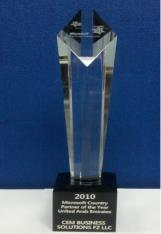 2010
Microsoft Country
Partner of the Year
United Arab Emirates
CEM BUSINESS
SOLUTIONS FZ LLC